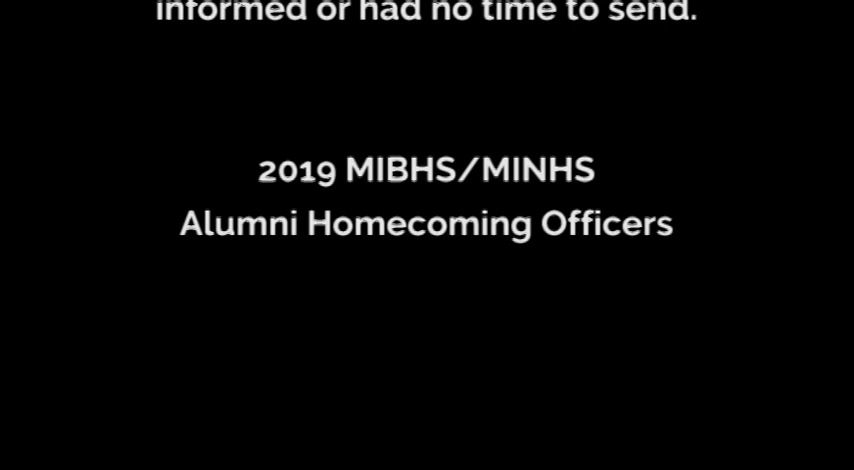 informed or had no time to send.
2019 MIBHS/MINHS
Alumni Homecoming Officers